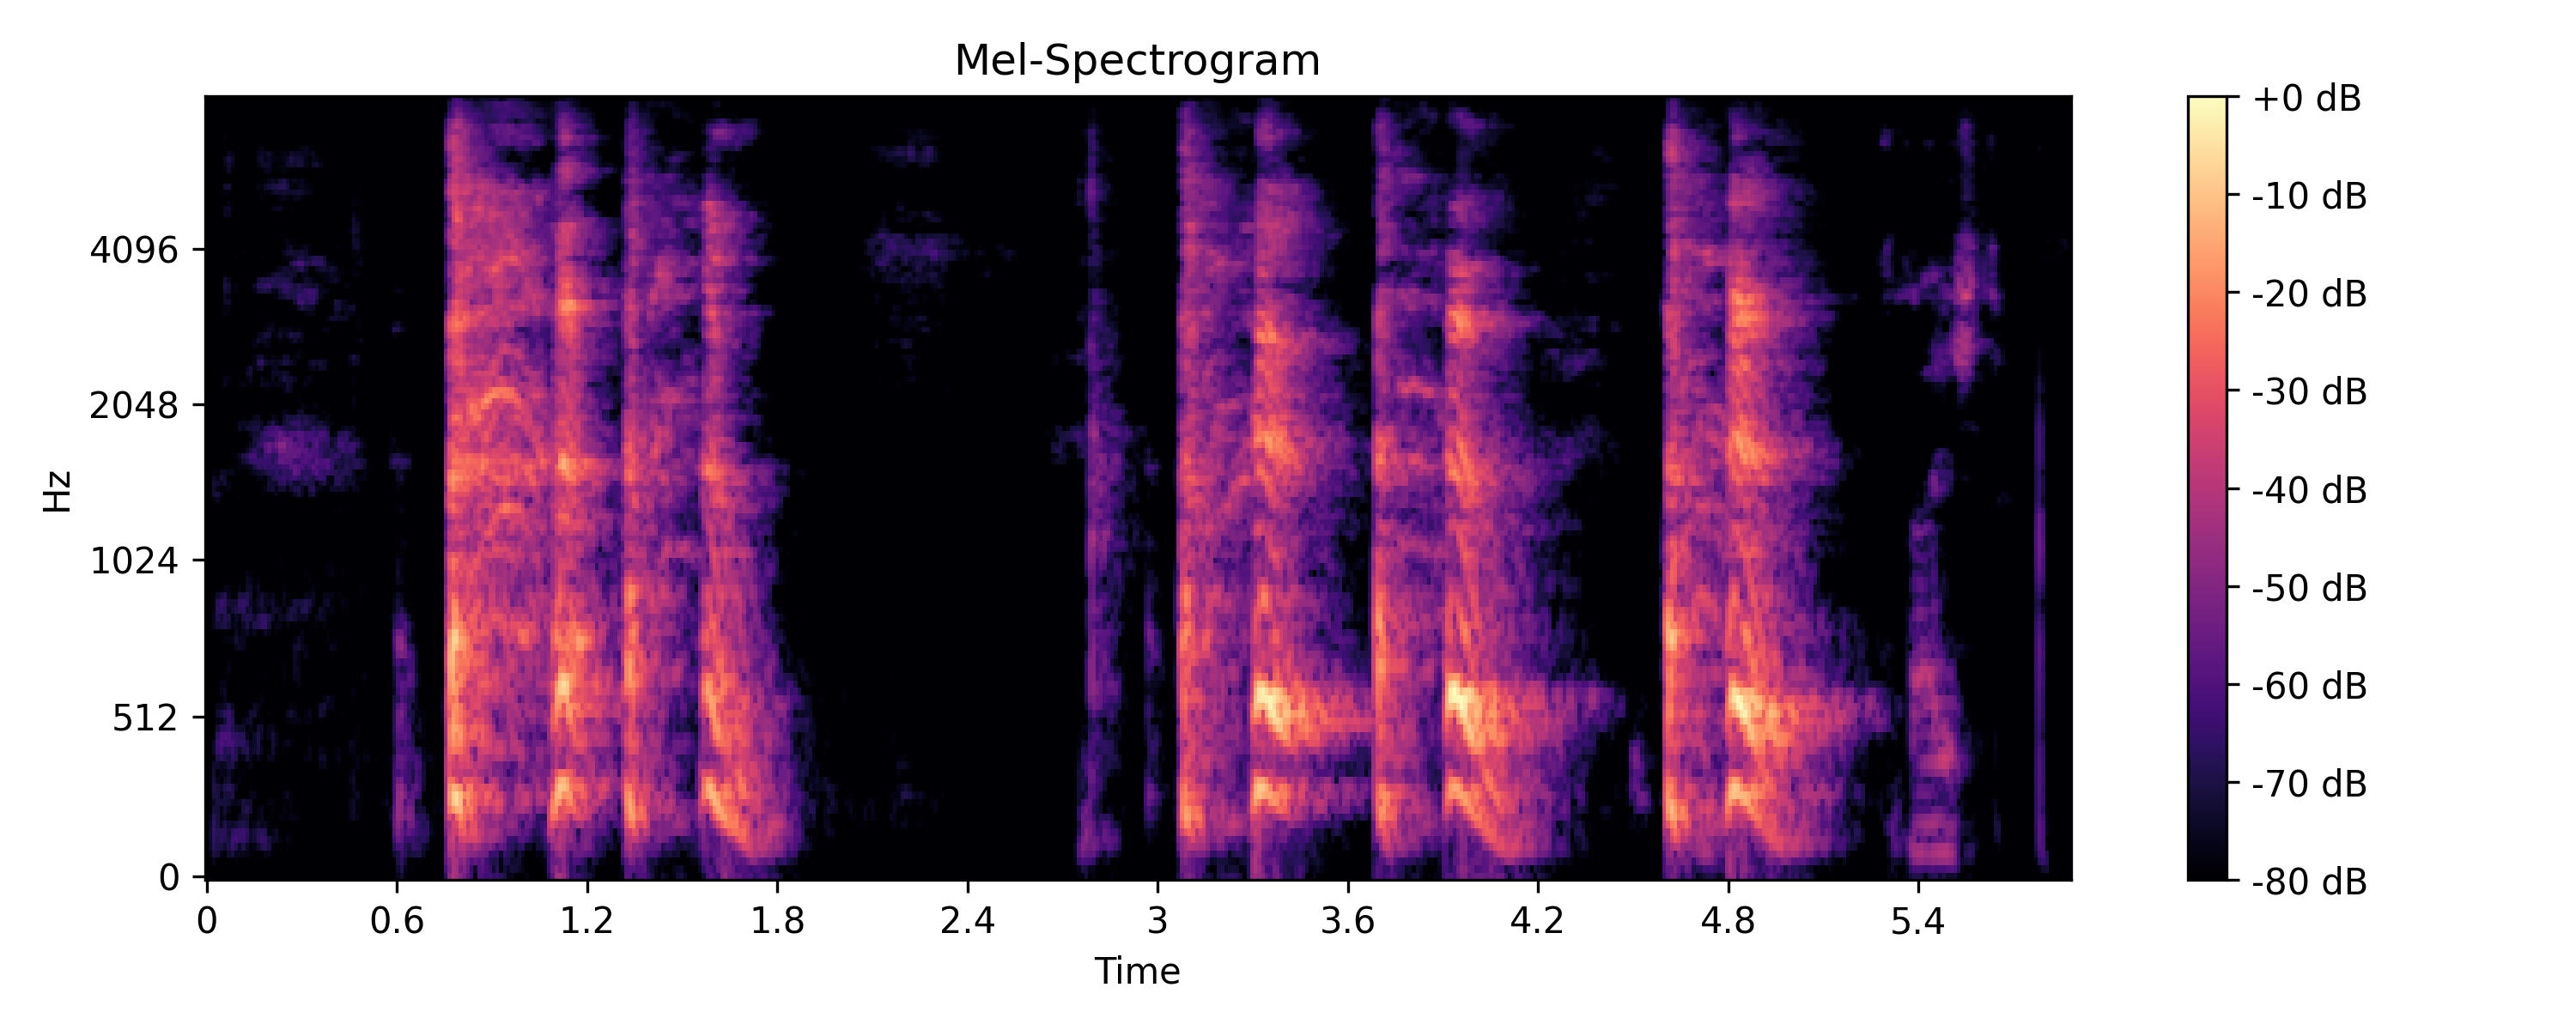 Mel-Spectrogram
+0 dB
-10 dB
-20 dB
-30 dB
-40 dB
-50 dB
-60 dB
-70 dB
-80 dB
4096
2048
1024
512
0
Hz
0 0.6 1.2 1.8 2.4 3 3.6 4.2 4.8 5.4
Time